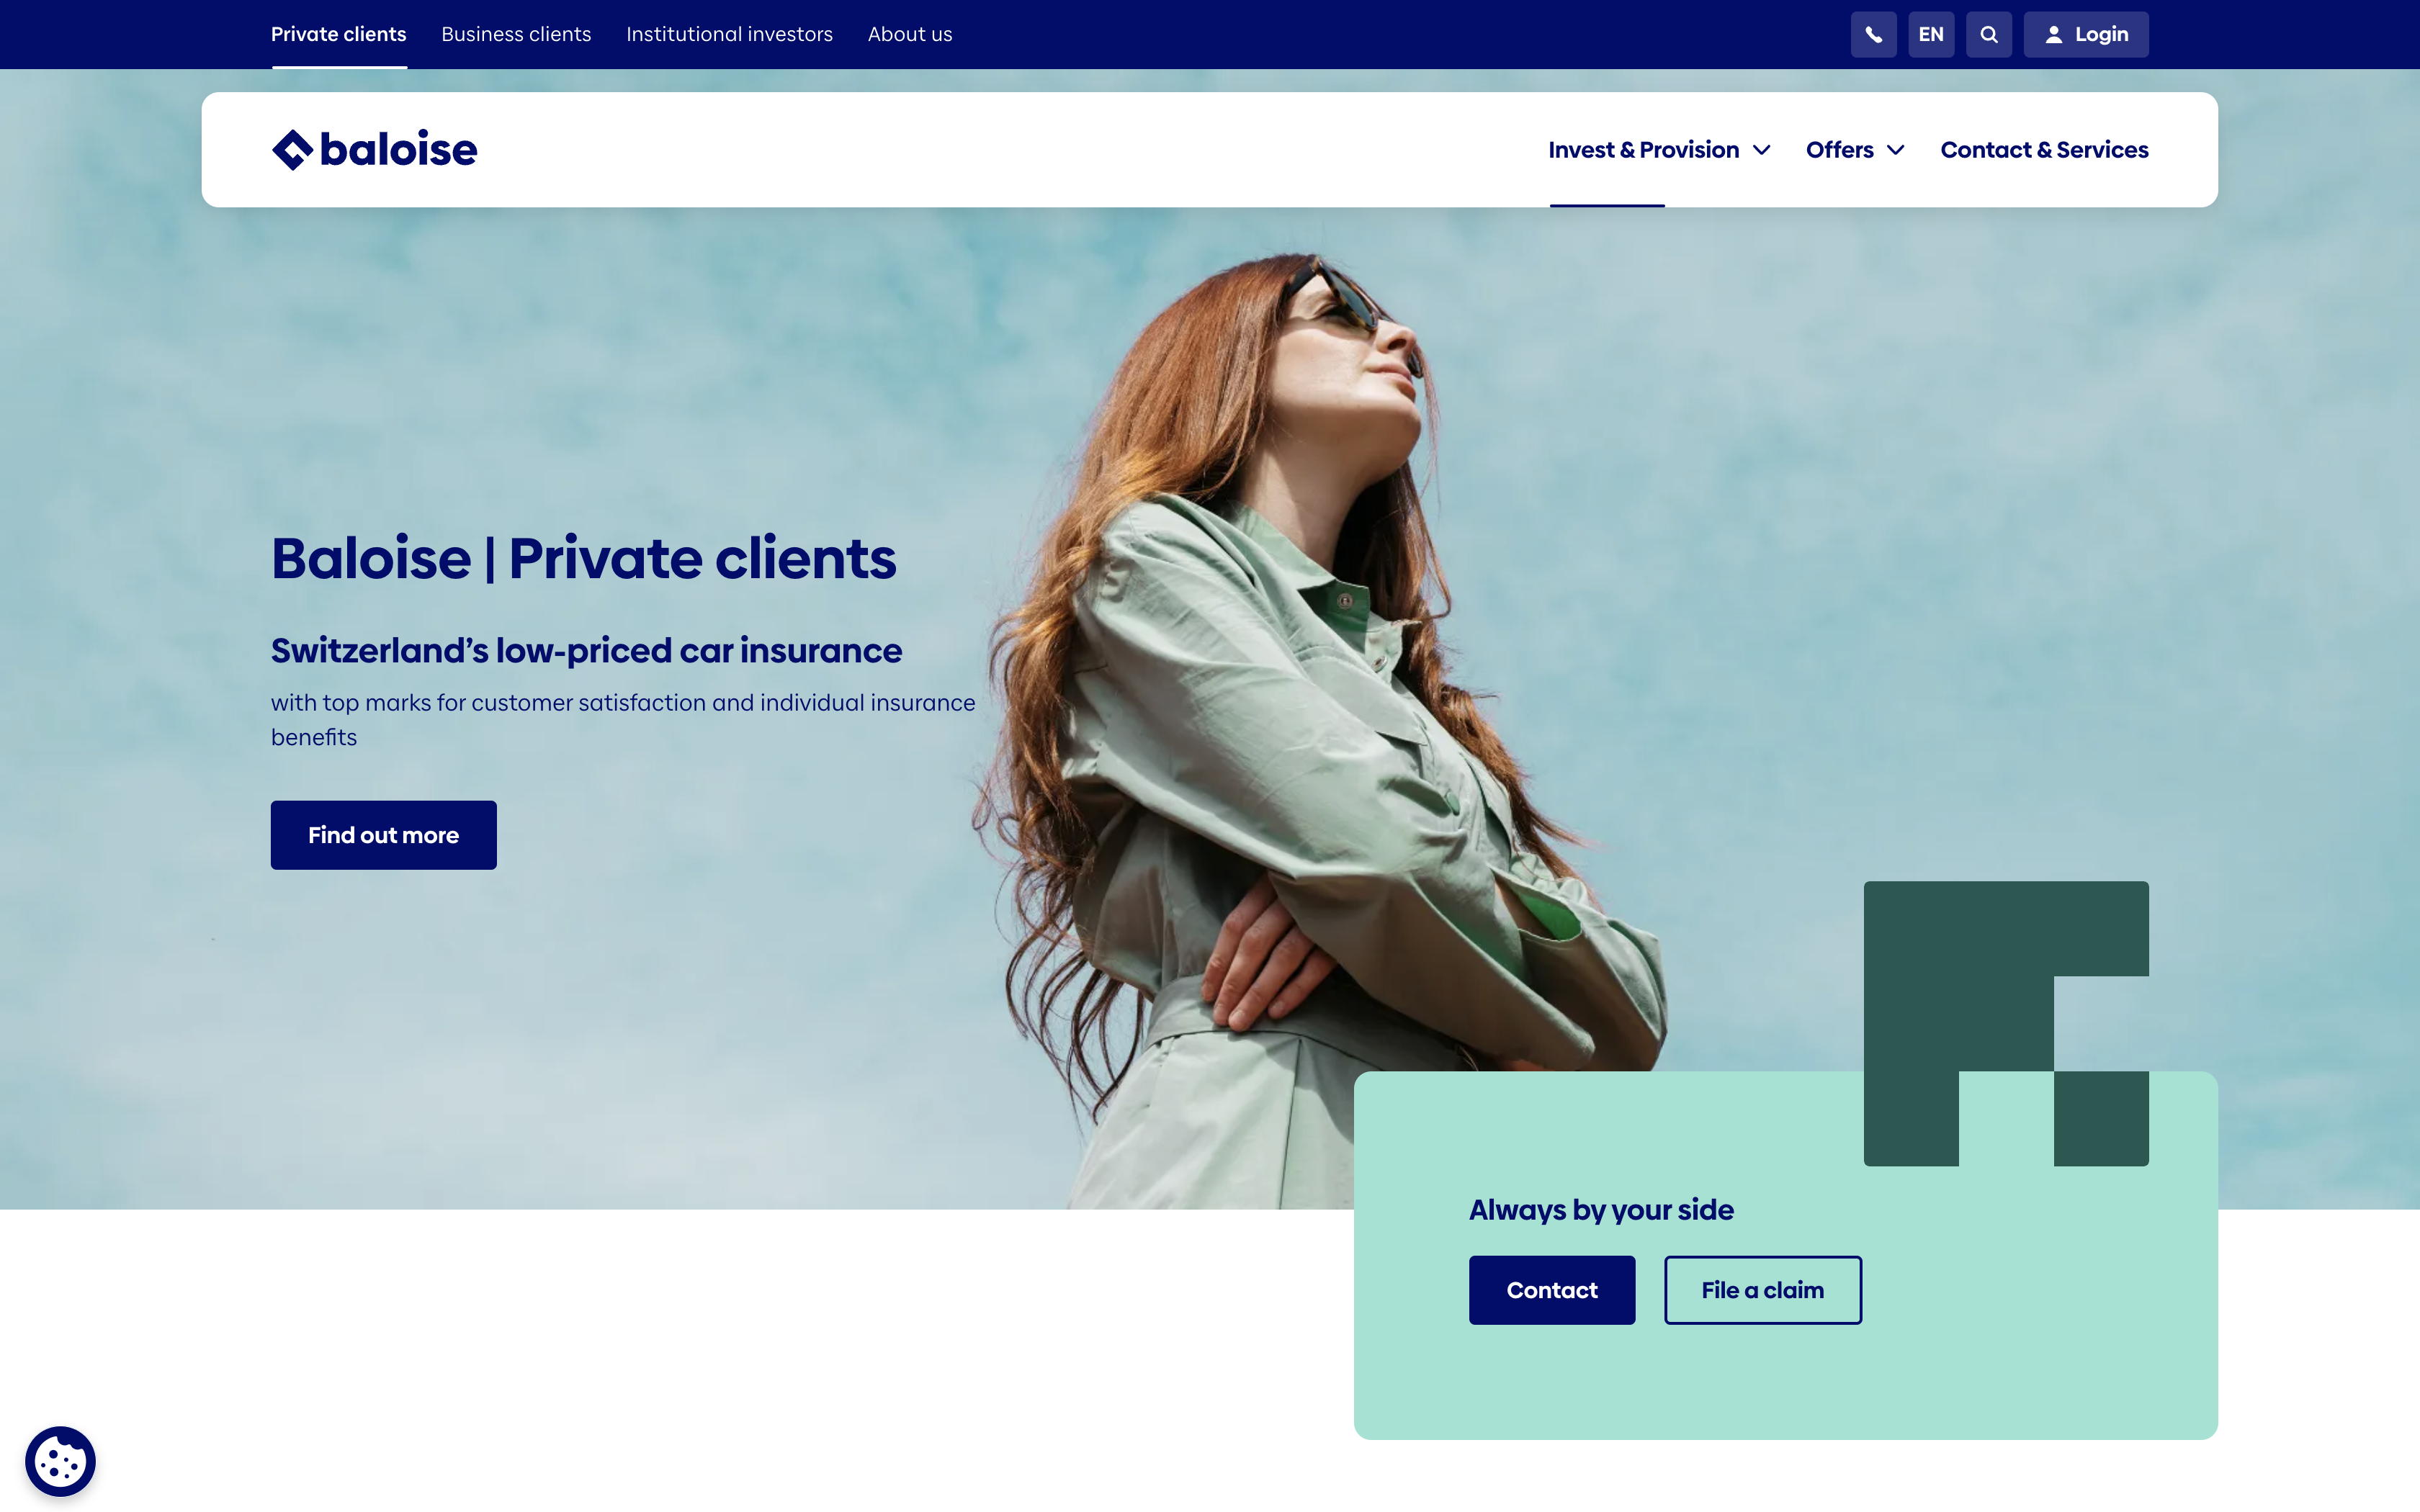 Private clients Business clients Institutional investors About us EN Login
baloise Invest & Provision Offers Contact & Services
Baloise | Private clients
Switzerland’s low-priced car insurance
with top marks for customer satisfaction and individual insurance
benefits
Find out more
Always by your side
Contact File a claim